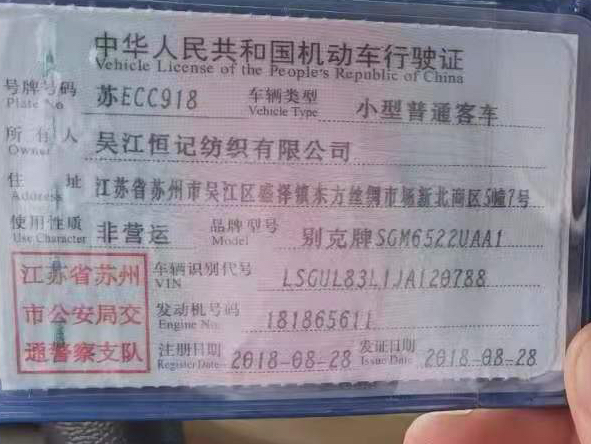 中华人民共和国机动车行驶证
Vehicle License of the People's Republic of China
号牌号码 苏ECC918 车辆类型 小型普通客车
Plate No Vehicle Type
所有人 吴江恒记纺织有限公司
Owner
住址 江苏省苏州市吴江区盛泽镇东方丝绸市场新北商区5幢7号
Address
使用性质 非营运 品牌型号 别克牌SGM6522UAA1
Use Character Model
江苏省苏州
市公安局交
通警察支队
车辆识别代号 LSGUL83L1JA120788
VIN
发动机号码 181865611
Engine No.
注册日期 2018-08-28 发证日期 2018-08-28
Register Date Issue Date